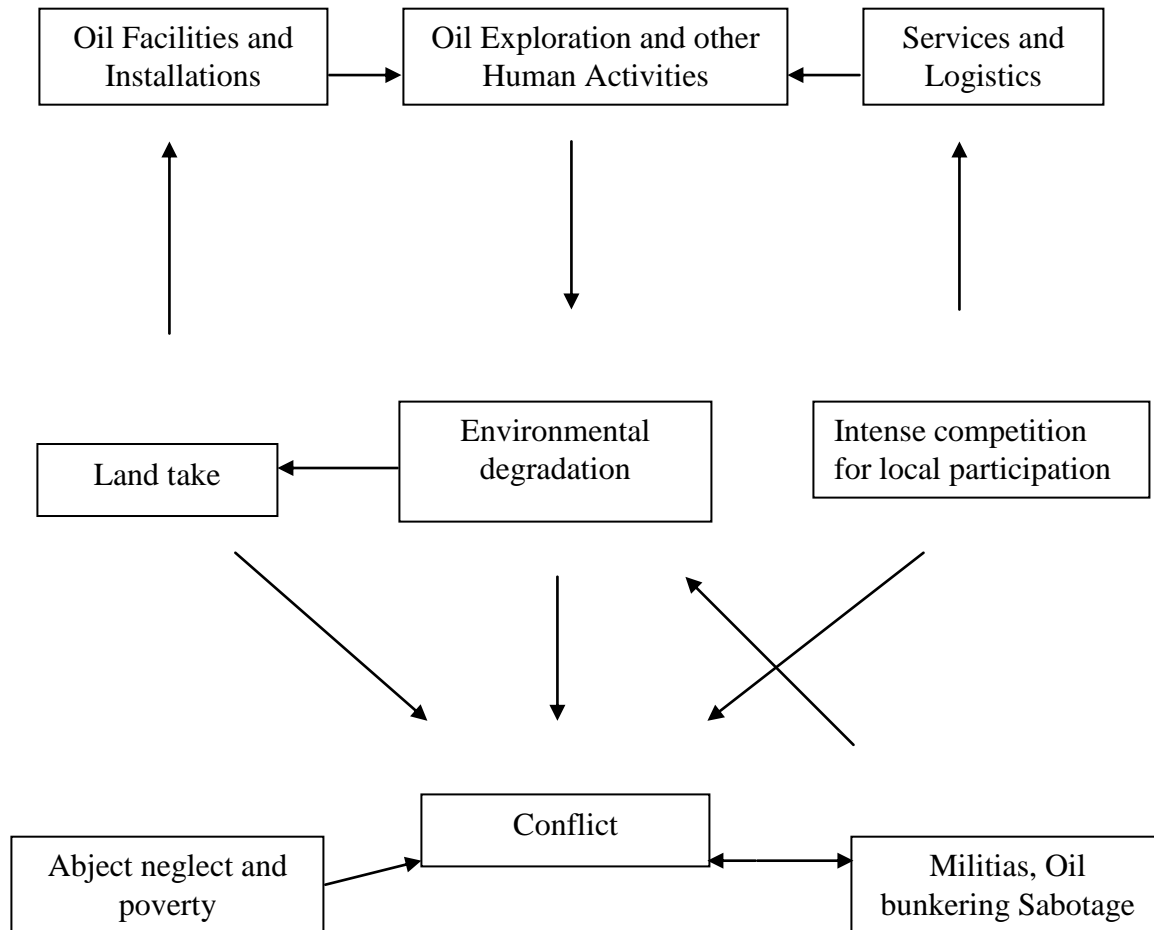 Oil Facilities and
Installations
Oil Exploration and other
Human Activities
Services and
Logistics
Land take
Environmental
degradation
Intense competition
for local participation
Abject neglect and
poverty
Conflict
Militias, Oil
bunkering Sabotage